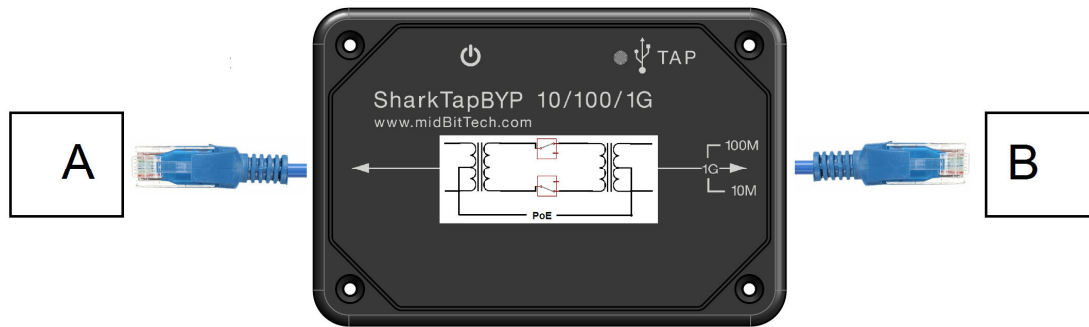 TAP
SharkTapBYP 10/100/1G
www.midBitTech.com
A
100M
1G
10M
PoE
B